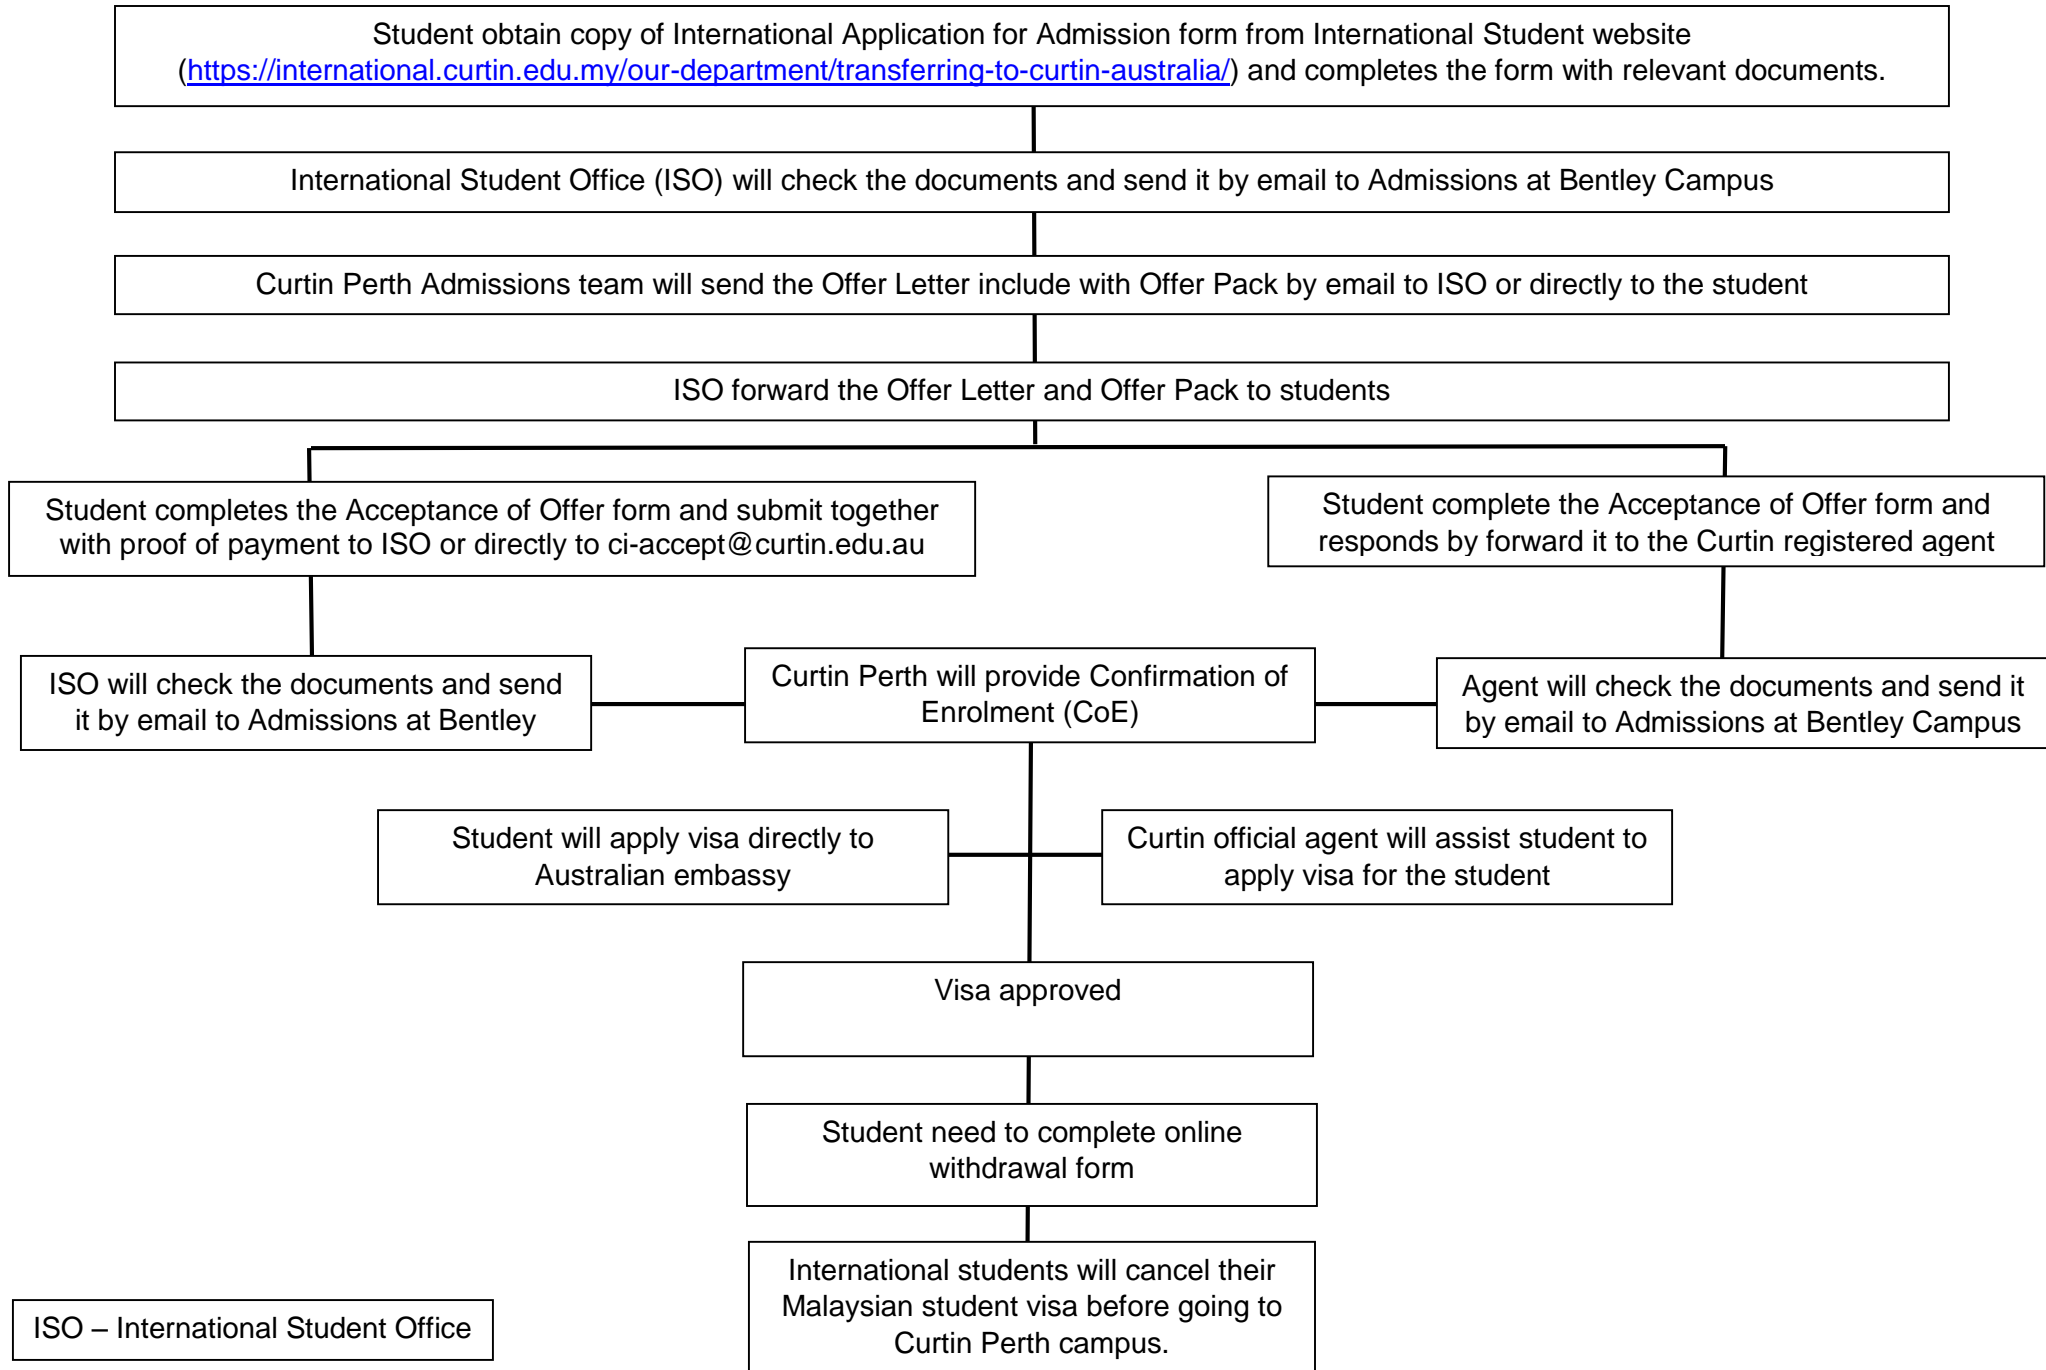 Student obtain copy of International Application for Admission form from International Student website
(https://international.curtin.edu.my/our-department/transferring-to-curtin-australia/) and completes the form with relevant documents.
International Student Office (ISO) will check the documents and send it by email to Admissions at Bentley Campus
Curtin Perth Admissions team will send the Offer Letter include with Offer Pack by email to ISO or directly to the student
ISO forward the Offer Letter and Offer Pack to students
Student completes the Acceptance of Offer form and submit together
with proof of payment to ISO or directly to ci-accept@curtin.edu.au
Student complete the Acceptance of Offer form and
responds by forward it to the Curtin registered agent
ISO will check the documents and send
it by email to Admissions at Bentley
Curtin Perth will provide Confirmation of
Enrolment (CoE)
Agent will check the documents and send it
by email to Admissions at Bentley Campus
Student will apply visa directly to
Australian embassy
Curtin official agent will assist student to
apply visa for the student
Visa approved
Student need to complete online
withdrawal form
International students will cancel their
Malaysian student visa before going to
Curtin Perth campus.
ISO – International Student Office